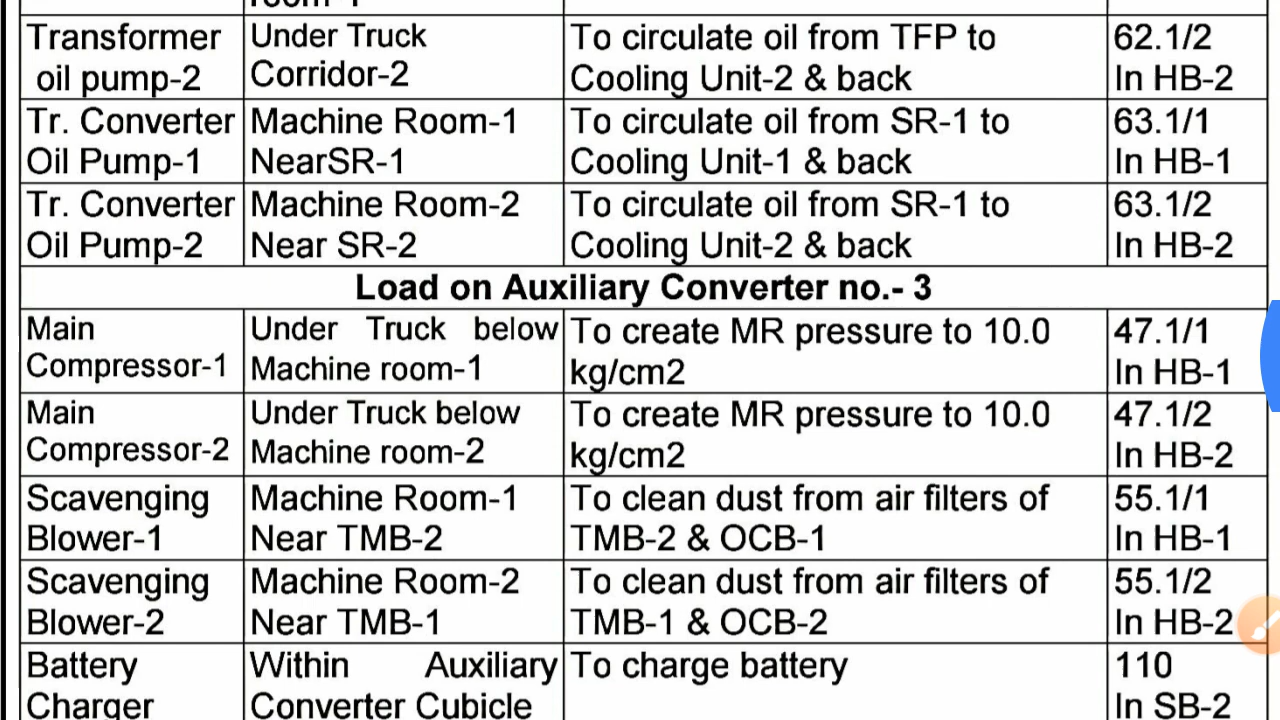 room-1
Transformer oil pump-2 Under Truck Corridor-2 To circulate oil from TFP to Cooling Unit-2 & back 62.1/2 In HB-2
Tr. Converter Oil Pump-1 Machine Room-1 NearSR-1 To circulate oil from SR-1 to Cooling Unit-1 & back 63.1/1 In HB-1
Tr. Converter Oil Pump-2 Machine Room-2 Near SR-2 To circulate oil from SR-1 to Cooling Unit-2 & back 63.1/2 In HB-2
Load on Auxiliary Converter no.- 3
Main Compressor-1 Under Truck below Machine room-1 To create MR pressure to 10.0 kg/cm2 47.1/1 In HB-1
Main Compressor-2 Under Truck below Machine room-2 To create MR pressure to 10.0 kg/cm2 47.1/2 In HB-2
Scavenging Blower-1 Machine Room-1 Near TMB-2 To clean dust from air filters of TMB-2 & OCB-1 55.1/1 In HB-1
Scavenging Blower-2 Machine Room-2 Near TMB-1 To clean dust from air filters of TMB-1 & OCB-2 55.1/2 In HB-2
Battery Charger Within Auxiliary Converter Cubicle To charge battery 110 In SB-2